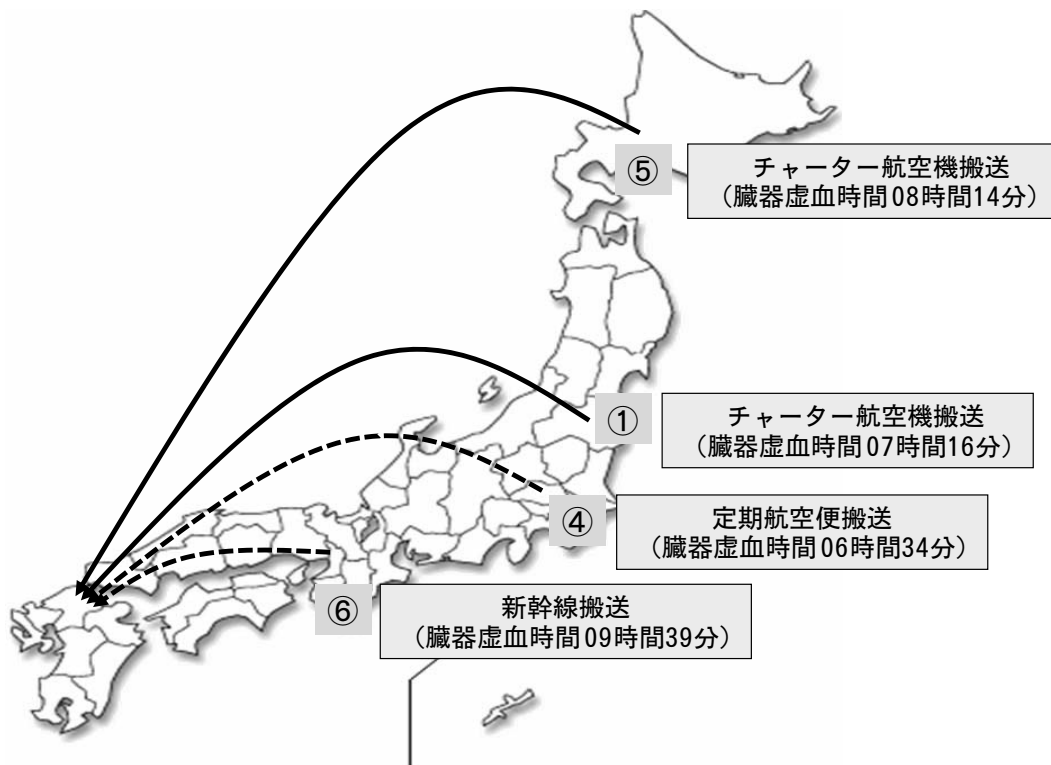 ⑤
チャーター航空機搬送
（臓器虚血時間08時間14分）
①
チャーター航空機搬送
（臓器虚血時間07時間16分）
④
定期航空便搬送
（臓器虚血時間06時間34分）
⑥
新幹線搬送
（臓器虚血時間09時間39分）